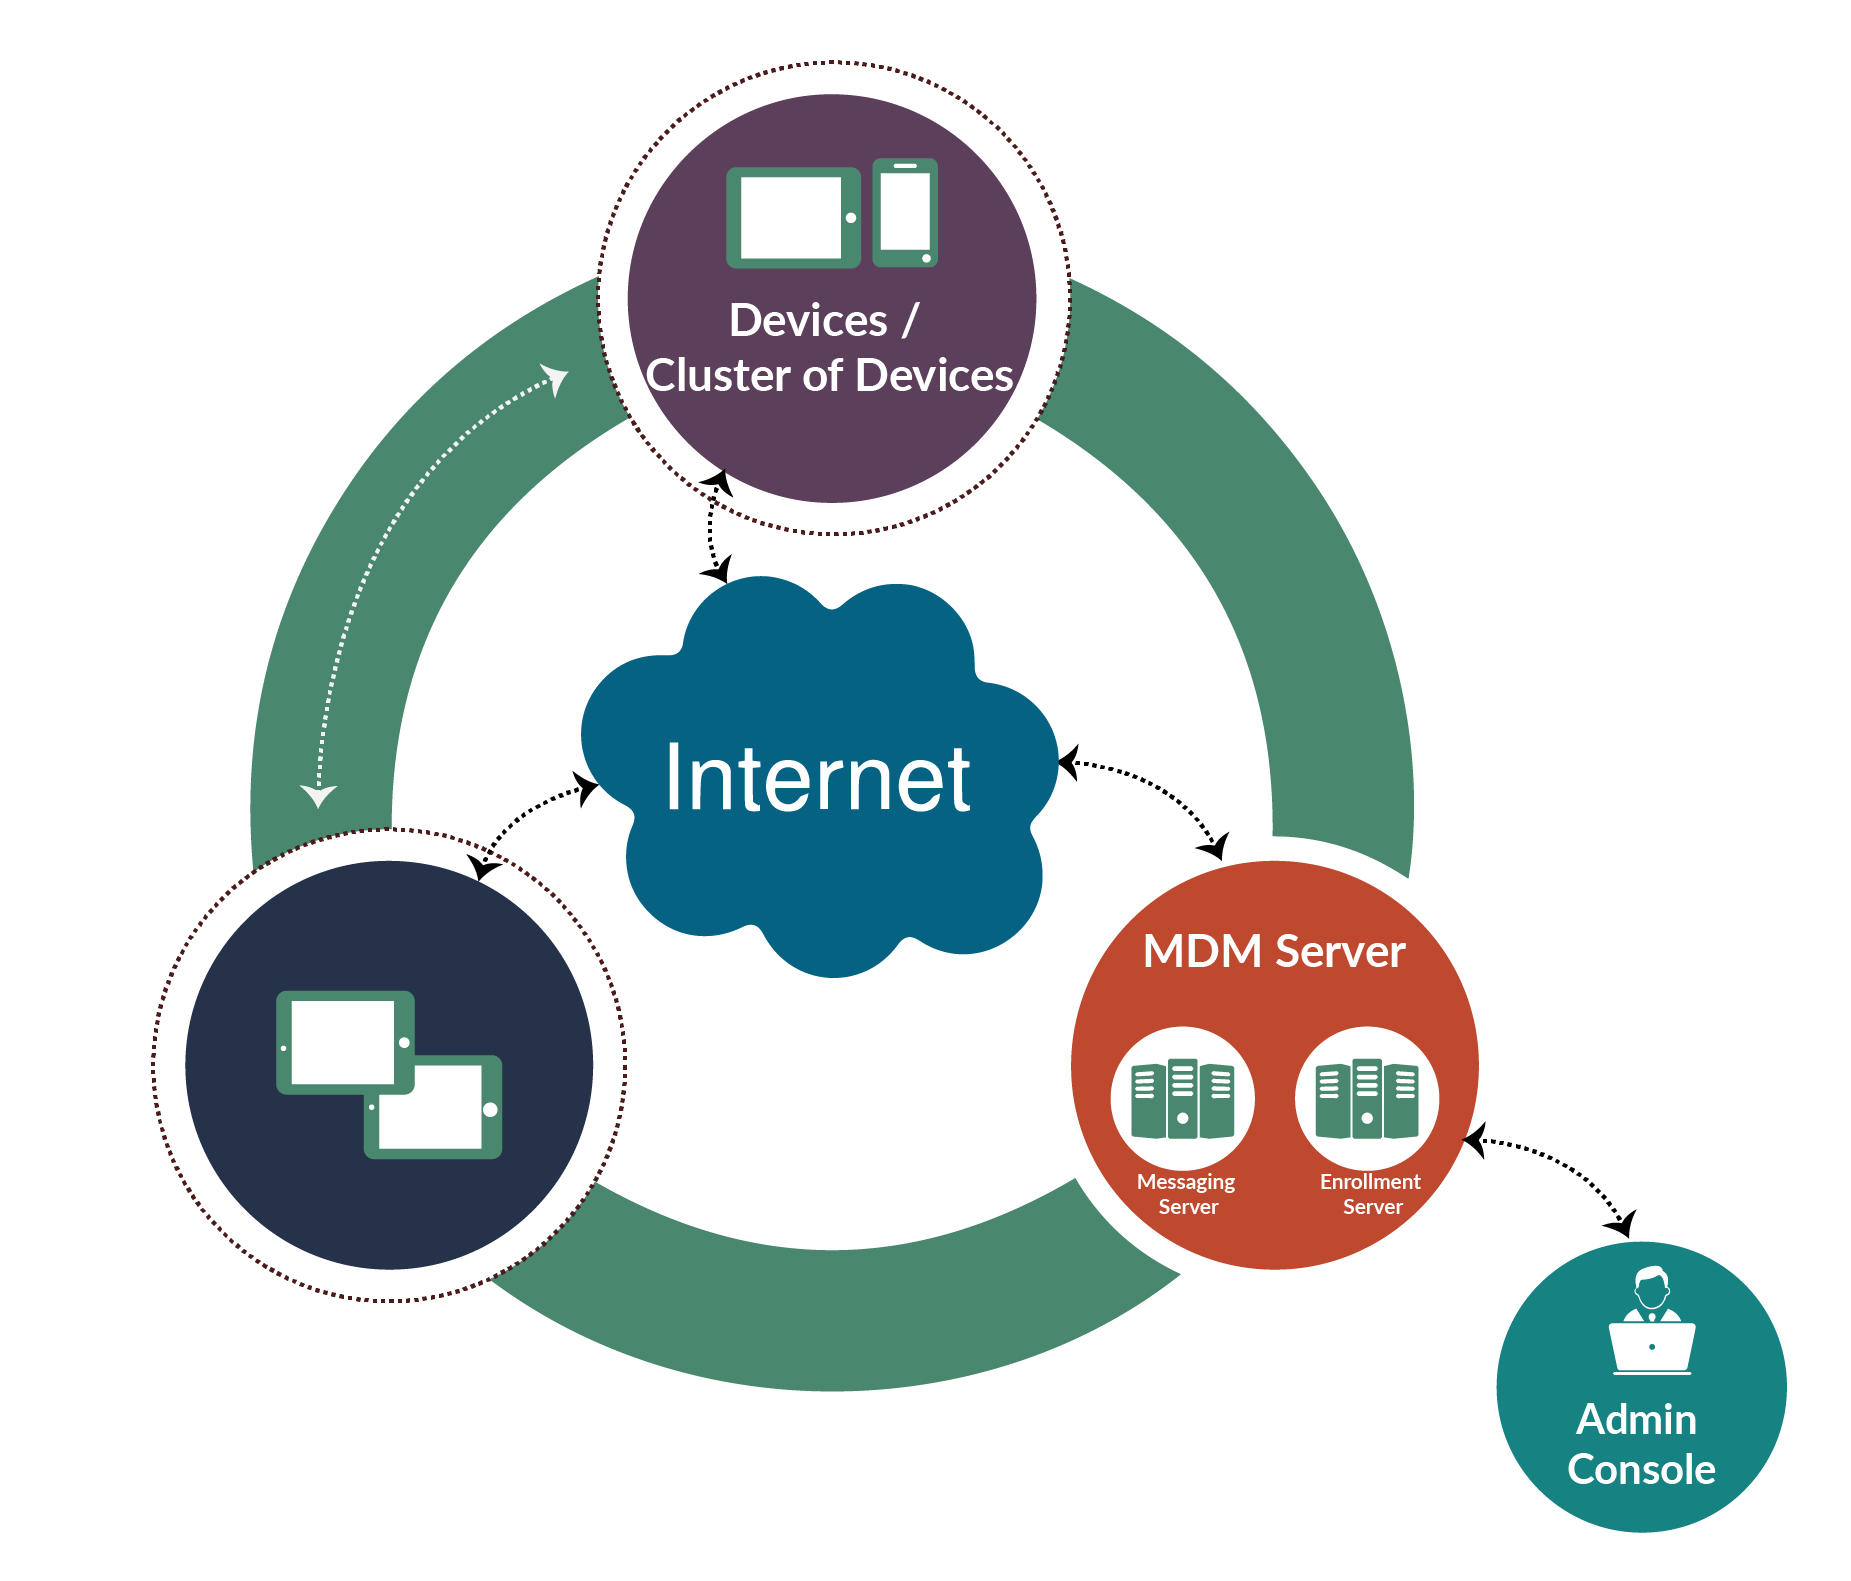 Devices /
Cluster of Devices
Internet
MDM Server
Messaging
Server
Enrollment
Server
Admin
Console